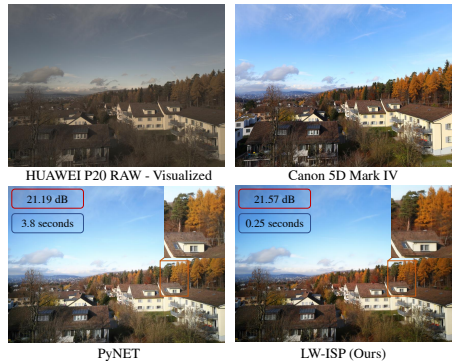 HUAWEI P20 RAW - Visualized
Canon 5D Mark IV
21.19 dB
3.8 seconds
21.57 dB
0.25 seconds
PyNET
LW-ISP (Ours)